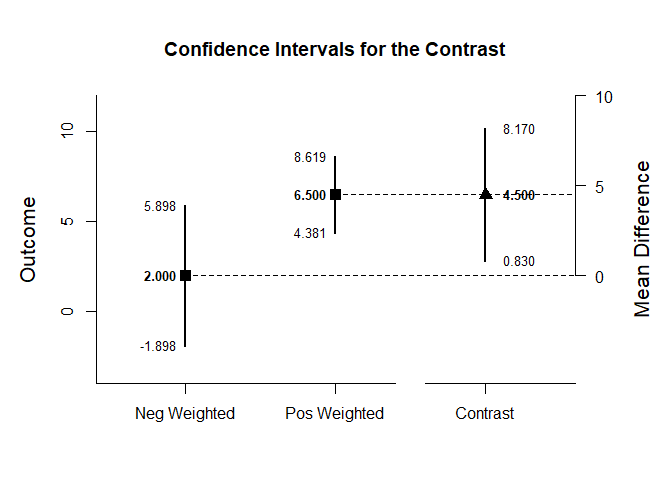 Confidence Intervals for the Contrast
Outcome
10
5
0
5.898
2.000
-1.898
8.619
6.500
4.381
8.170
4.500
0.830
10
5
0
Mean Difference
Neg Weighted
Pos Weighted
Contrast